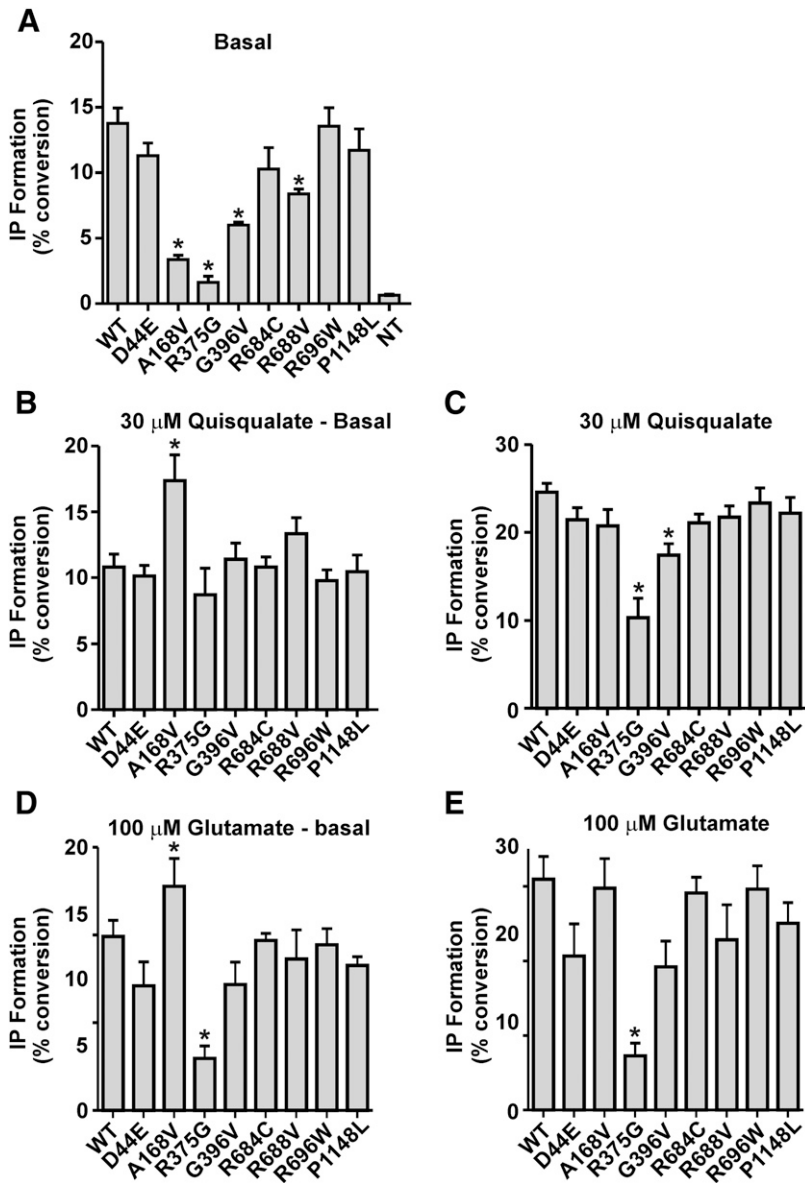 A
Basal
IP Formation
(% conversion)
20
15
10
5
0
WT
D44E
A168V
R375G
G396V
R684C
R688V
R696W
P1148L
NT
*
*
*
*
B
30 μM Quisqualate - Basal
IP Formation
(% conversion)
20
15
10
5
0
WT
D44E
A168V
R375G
G396V
R684C
R688V
R696W
P1148L
*
C
30 μM Quisqualate
IP Formation
(% conversion)
30
20
10
0
WT
D44E
A168V
R375G
G396V
R684C
R688V
R696W
P1148L
*
*
D
100 μM Glutamate - basal
IP Formation
(% conversion)
20
15
10
5
0
WT
D44E
A168V
R375G
G396V
R684C
R688V
R696W
P1148L
*
*
E
100 μM Glutamate
IP Formation
(% conversion)
30
20
10
0
WT
D44E
A168V
R375G
G396V
R684C
R688V
R696W
P1148L
*